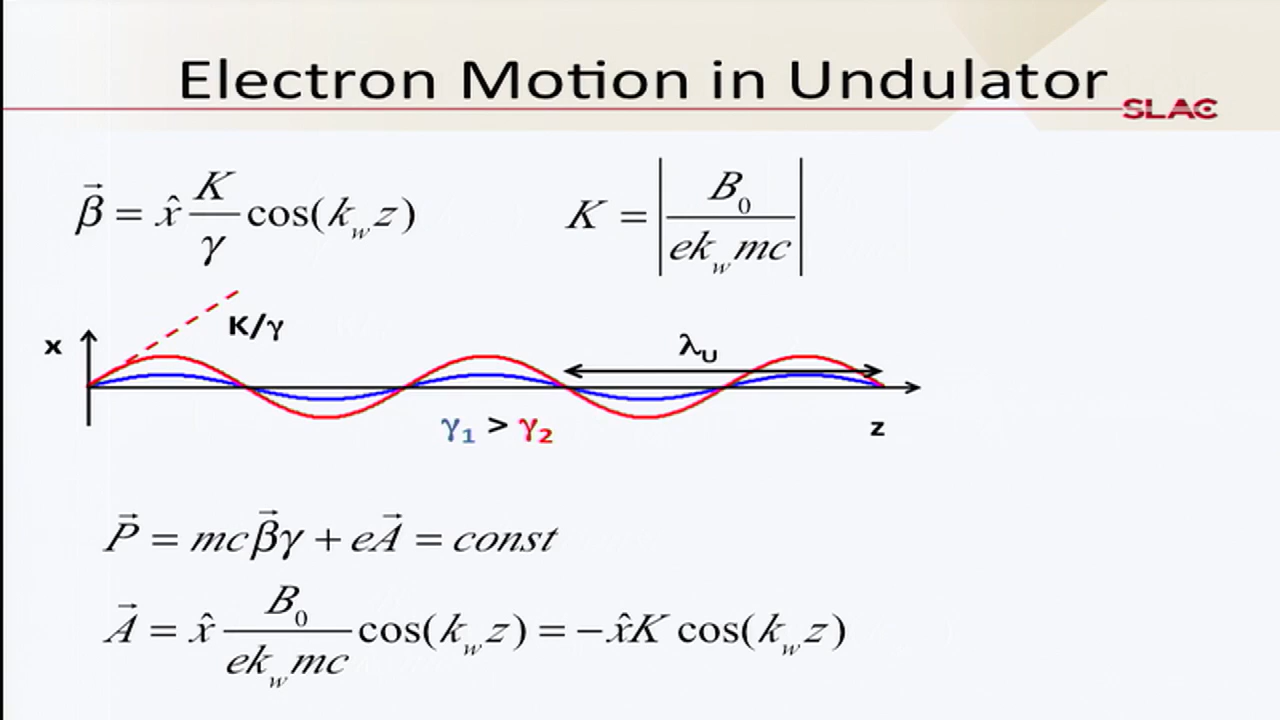 Electron Motion in Undulator
SLAC
$\vec{\beta} = \hat{x} \frac{K}{\gamma} \cos(k_w z)$
$K = \left| \frac{B_0}{e k_w mc} \right|$
K/γ
x
λ_U
γ₁ > γ₂
z
$\vec{P} = mc\vec{\beta}\gamma + e\vec{A} = const$
$\vec{A} = \hat{x} \frac{B_0}{e k_w mc} \cos(k_w z) = -\hat{x} K \cos(k_w z)$